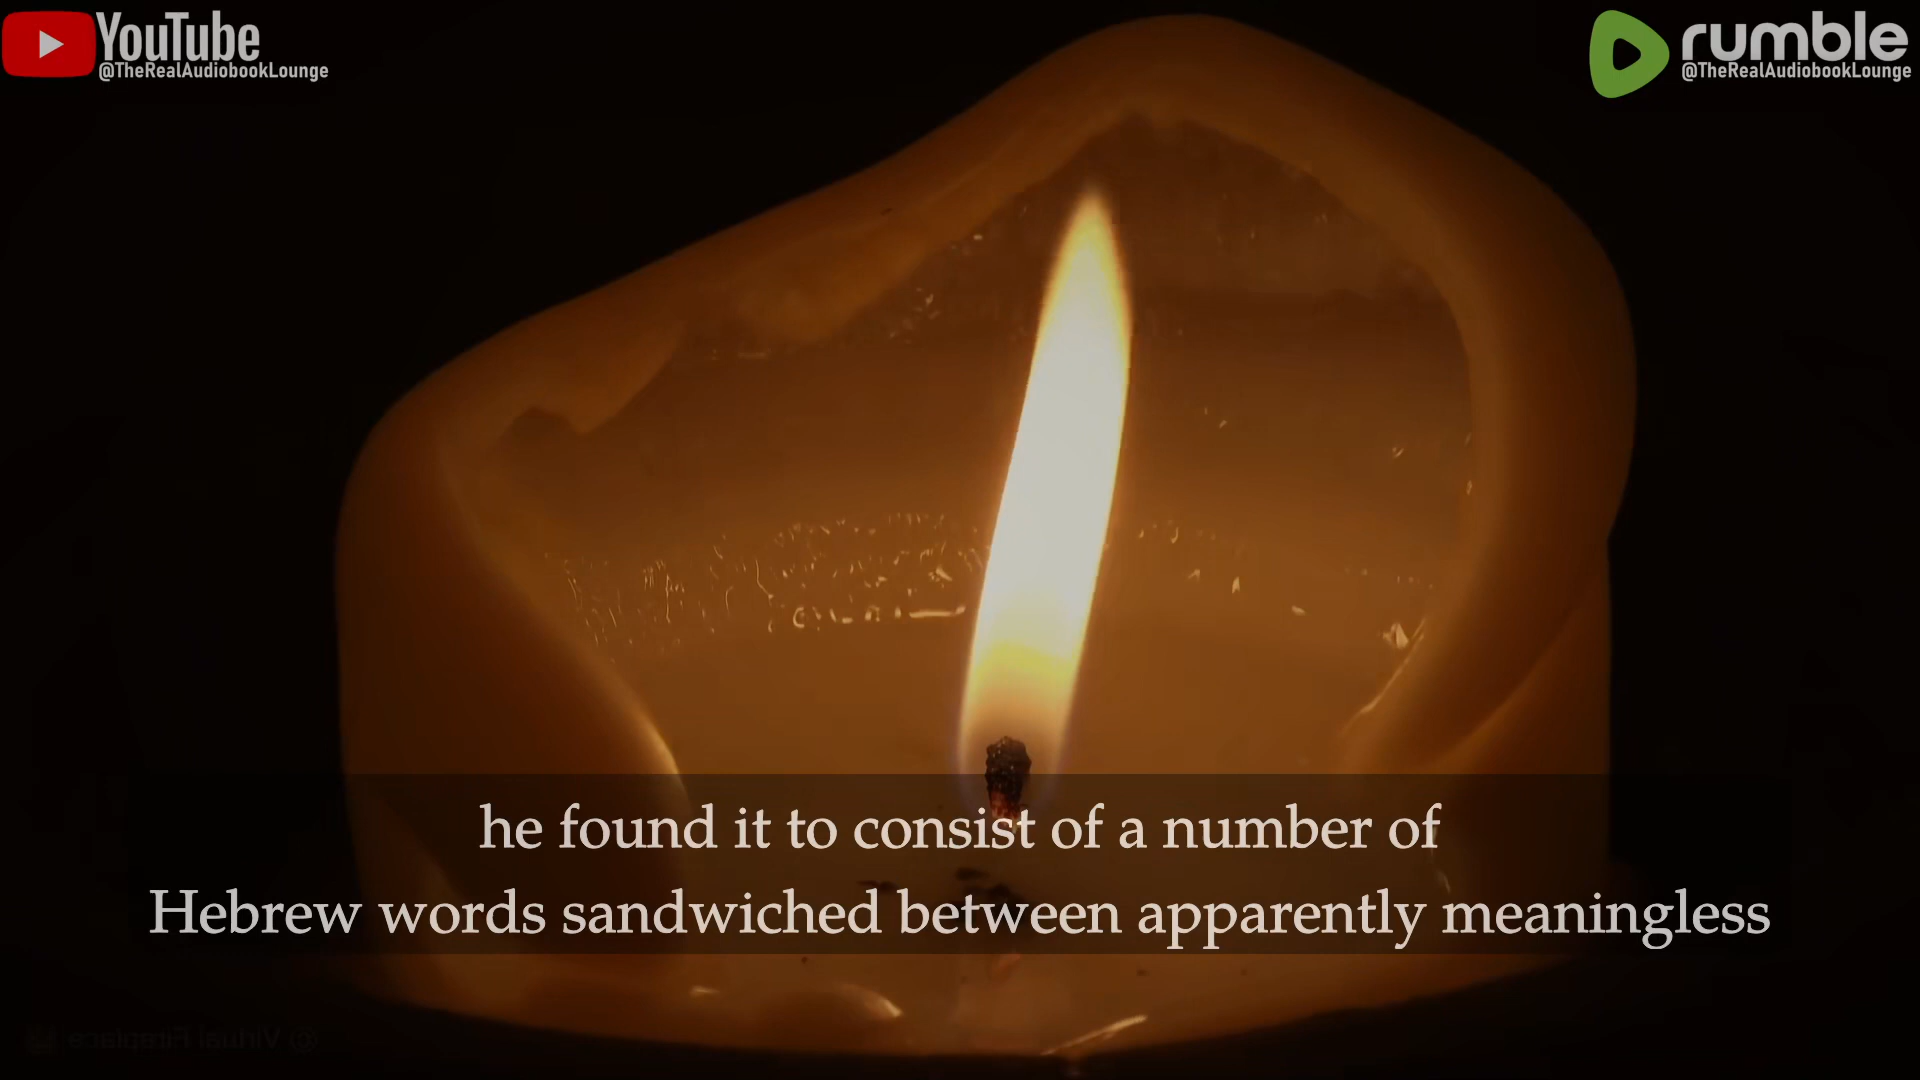 YouTube
@TheRealAudiobookLounge
rumble
@TheRealAudiobookLounge
he found it to consist of a number of
Hebrew words sandwiched between apparently meaningless